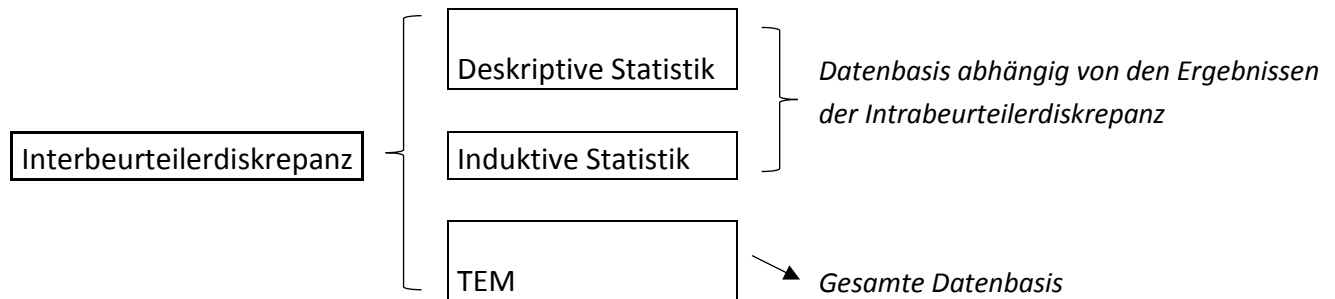 Interbeurteilerdiskrepanz
Deskriptive Statistik
Induktive Statistik
TEM
Datenbasis abhängig von den Ergebnissen
der Intrabeurteilerdiskrepanz
Gesamte Datenbasis